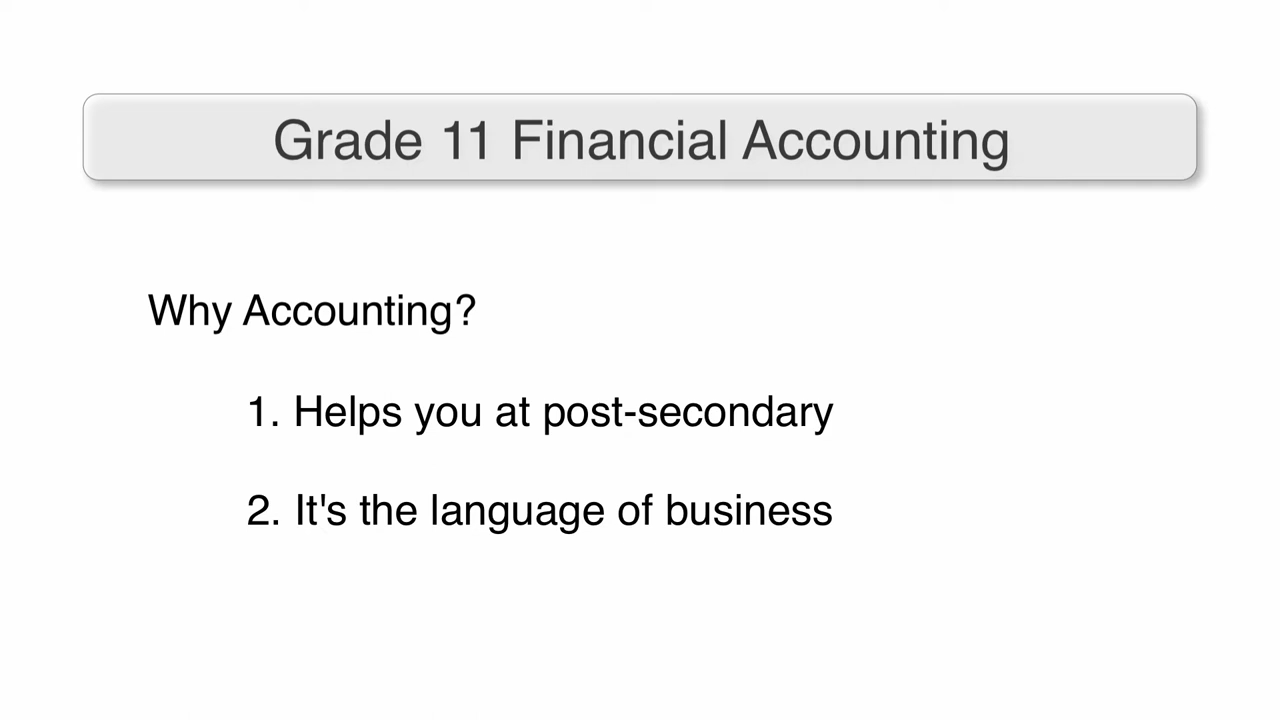 Grade 11 Financial Accounting
Why Accounting?
1. Helps you at post-secondary
2. It's the language of business